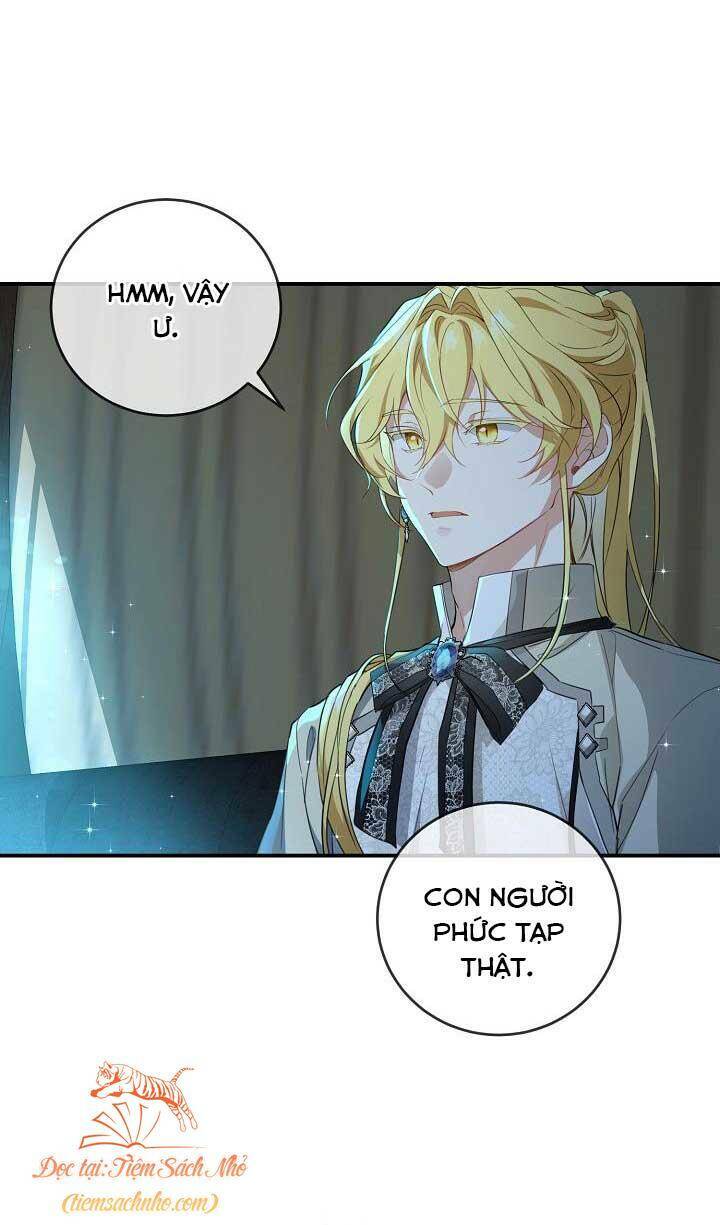 HMM, VẬY
Ư.
CON NGƯỜI
PHỨC TẠP
THẬT.
Đọc tại: Tiệm Sách Nhỏ
(tiemsachnho.com)